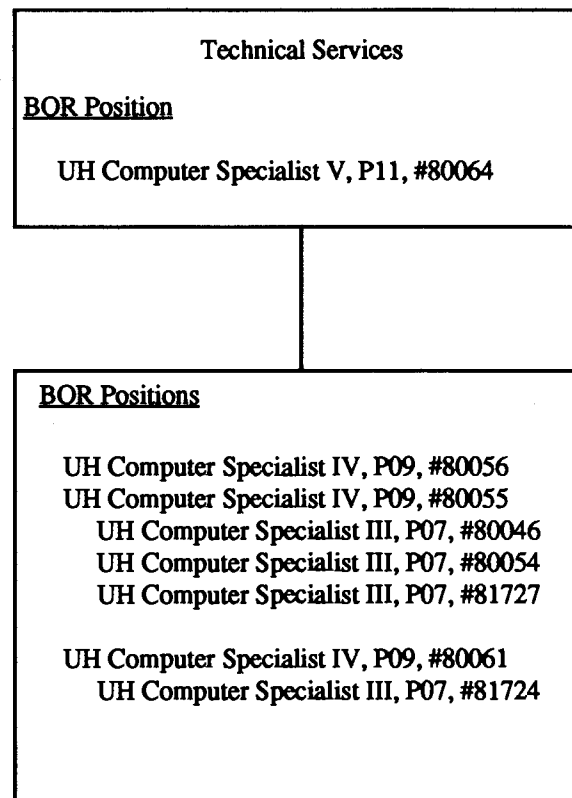 Technical Services
BOR Position
UH Computer Specialist V, P11, #80064
BOR Positions
UH Computer Specialist IV, P09, #80056
UH Computer Specialist IV, P09, #80055
UH Computer Specialist III, P07, #80046
UH Computer Specialist III, P07, #80054
UH Computer Specialist III, P07, #81727
UH Computer Specialist IV, P09, #80061
UH Computer Specialist III, P07, #81724